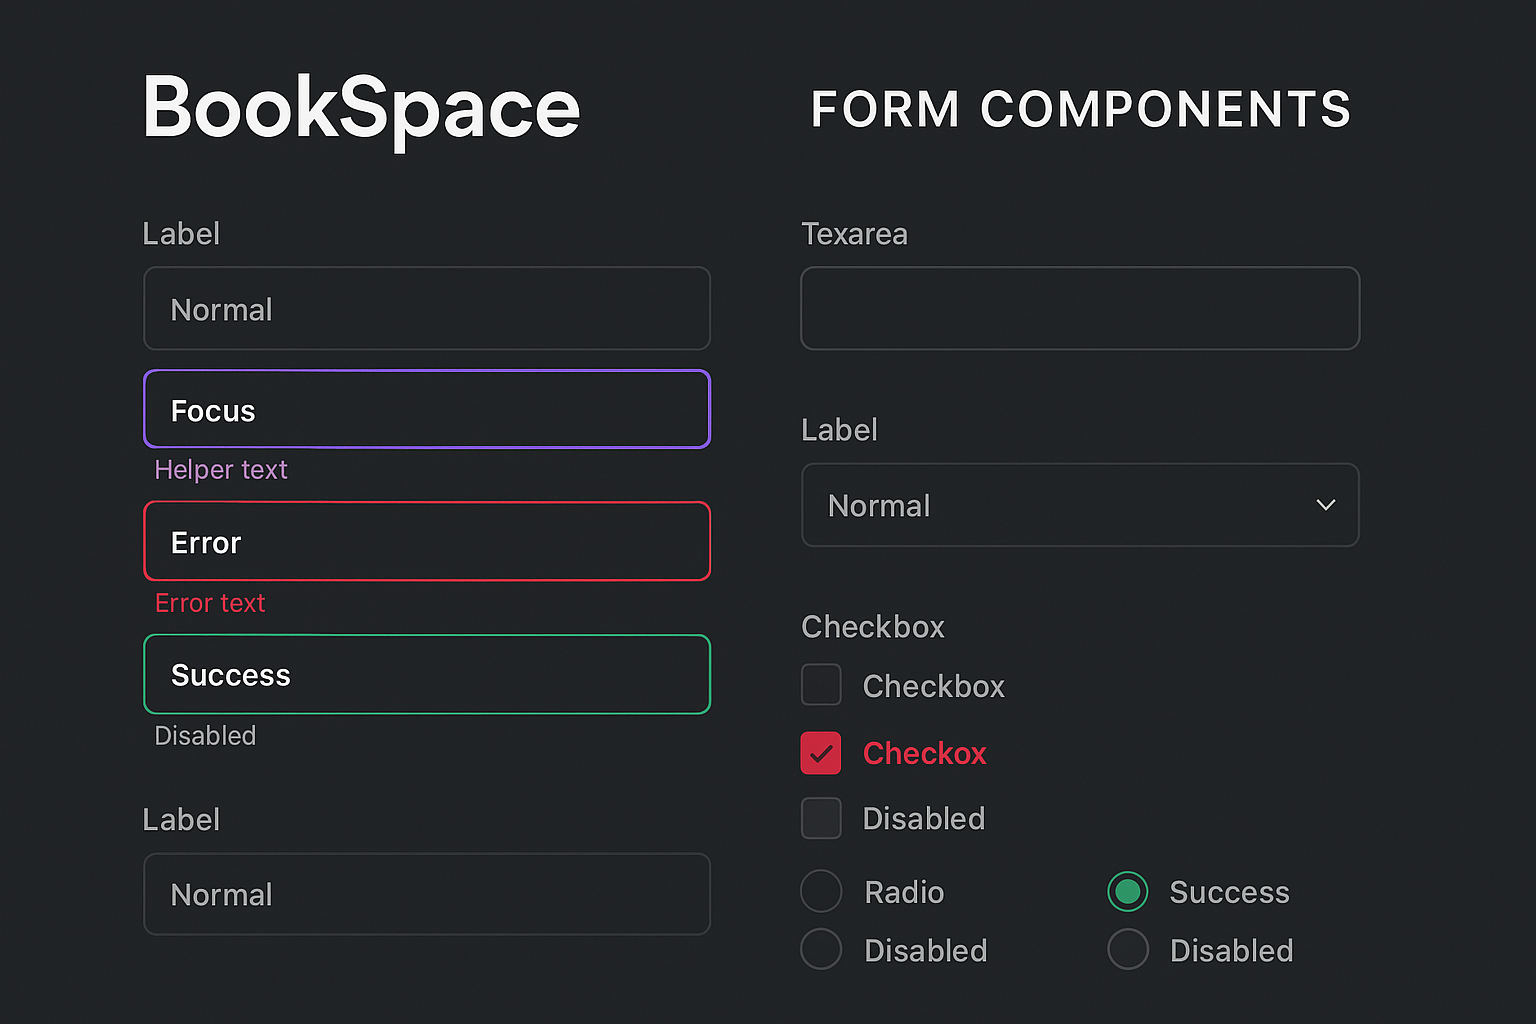 BookSpace
FORM COMPONENTS
Label
Normal
Focus
Helper text
Error
Error text
Success
Disabled
Label
Normal
Texarea
Label
Normal
Checkbox
Checkbox
Checkox
Disabled
Radio
Success
Disabled
Disabled